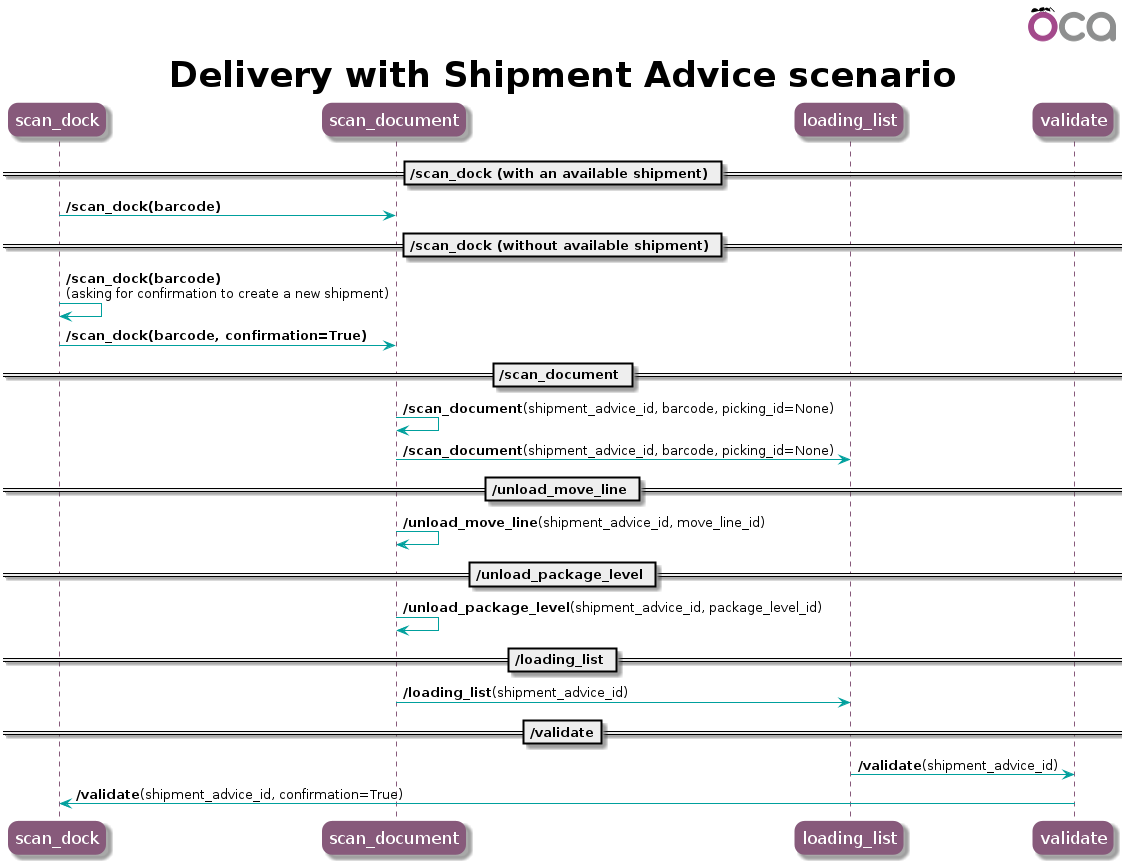 öca
Delivery with Shipment Advice scenario
scan_dock scan_document loading_list validate
/scan_dock (with an available shipment)
/scan_dock(barcode)
/scan_dock (without available shipment)
/scan_dock(barcode)
(asking for confirmation to create a new shipment)
/scan_dock(barcode, confirmation=True)
/scan_document
/scan_document(shipment_advice_id, barcode, picking_id=None)
/scan_document(shipment_advice_id, barcode, picking_id=None)
/unload_move_line
/unload_move_line(shipment_advice_id, move_line_id)
/unload_package_level
/unload_package_level(shipment_advice_id, package_level_id)
/loading_list
/loading_list(shipment_advice_id)
/validate
/validate(shipment_advice_id)
/validate(shipment_advice_id, confirmation=True)
scan_dock scan_document loading_list validate